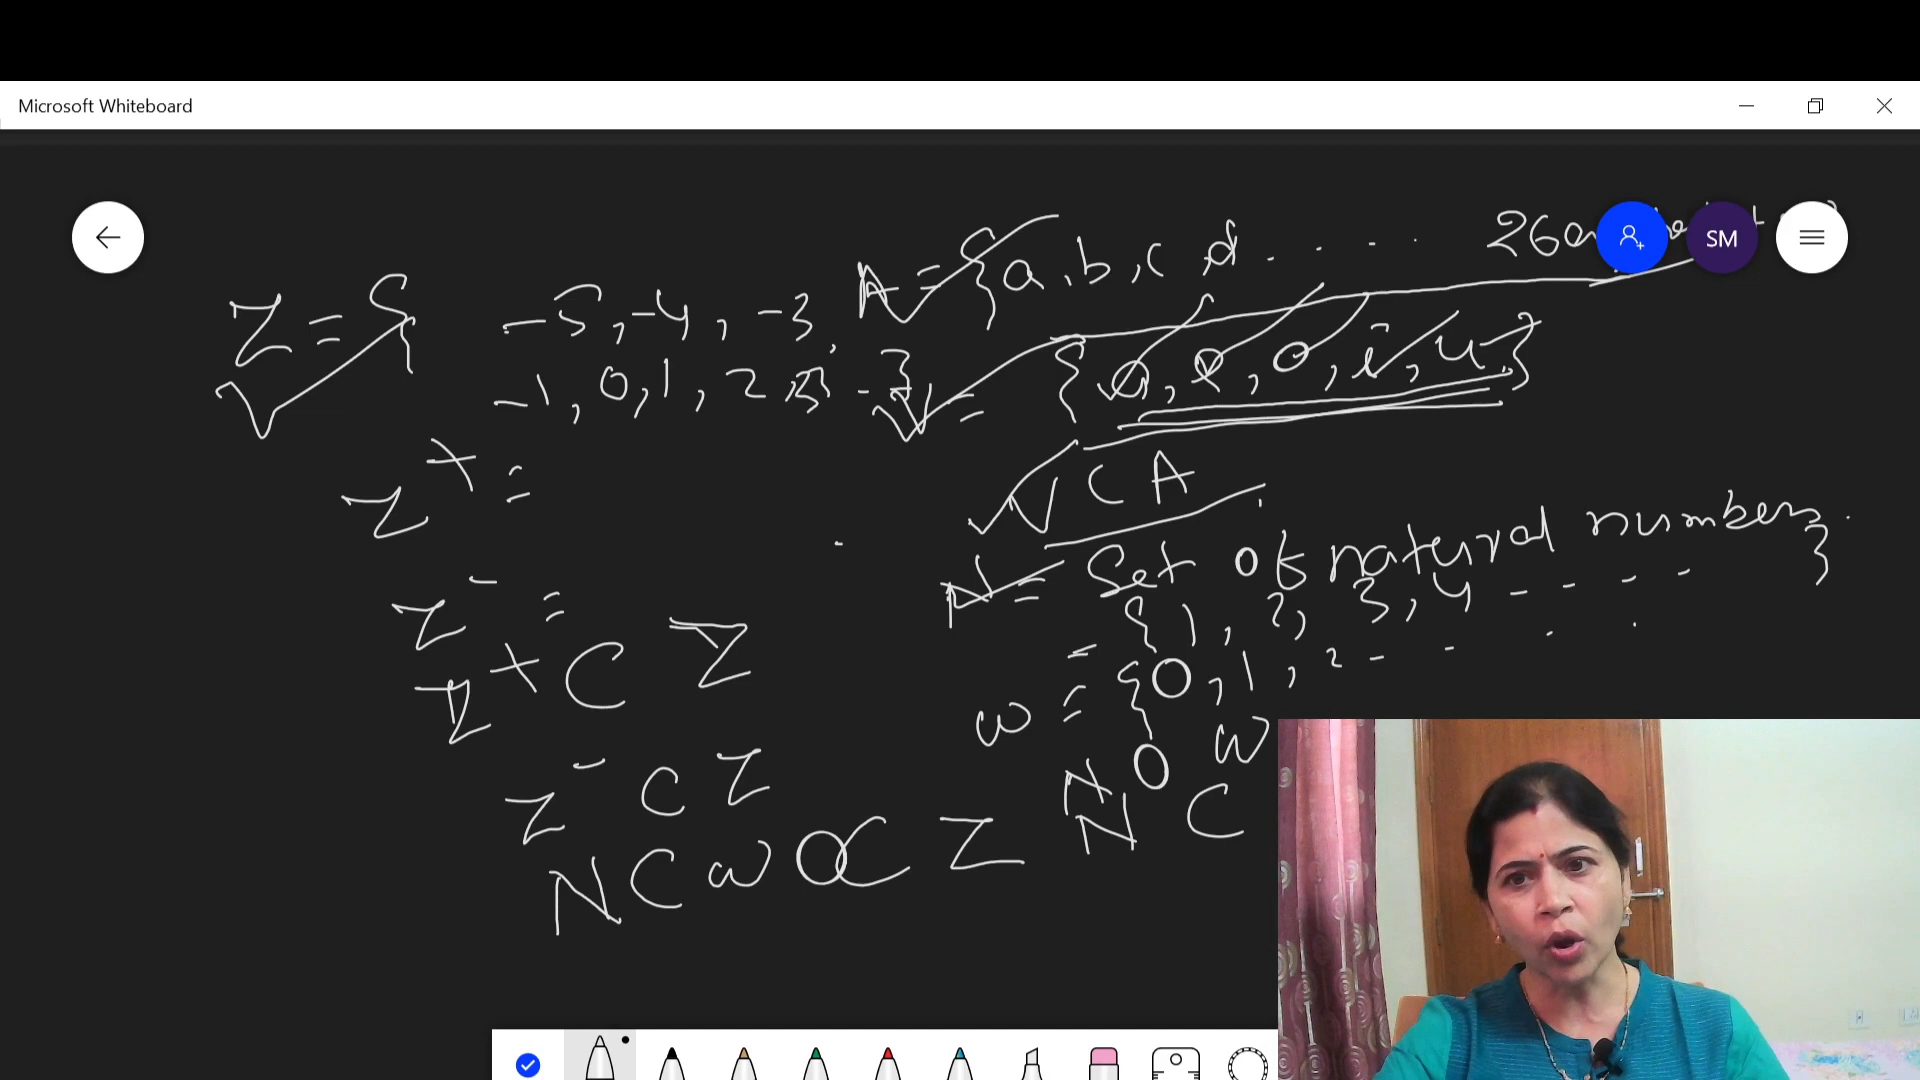 Microsoft Whiteboard
SM
A = {a, b, c d . . . .
Z = { -5, -4, -3,
-1, 0, 1, 2, 3 - }
V = {a, e, o, i, u}
Z+ =
V C A
N = Set of natural numbers.
= {1, 2, 3, 4 - - - - }
Z- =
Z+ C Z
W = {0, 1, 2 - - . .
Z- C Z
N 0 W
N C
N C W C Z